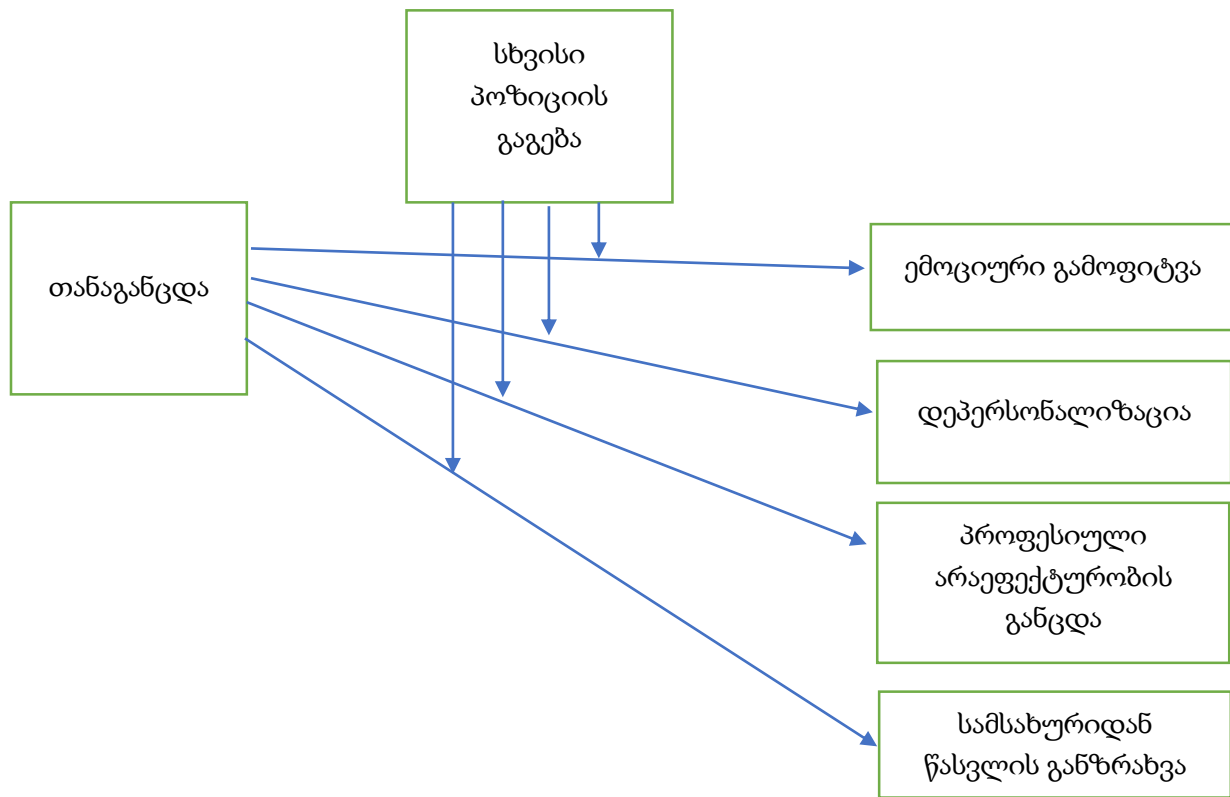 სხვისი
პოზიციის
გაგება
თანაგანცდა
ემოციური გამოფიტვა
დეპერსონალიზაცია
პროფესიული
არაეფექტურობის
განცდა
სამსახურიდან
წასვლის განზრახვა